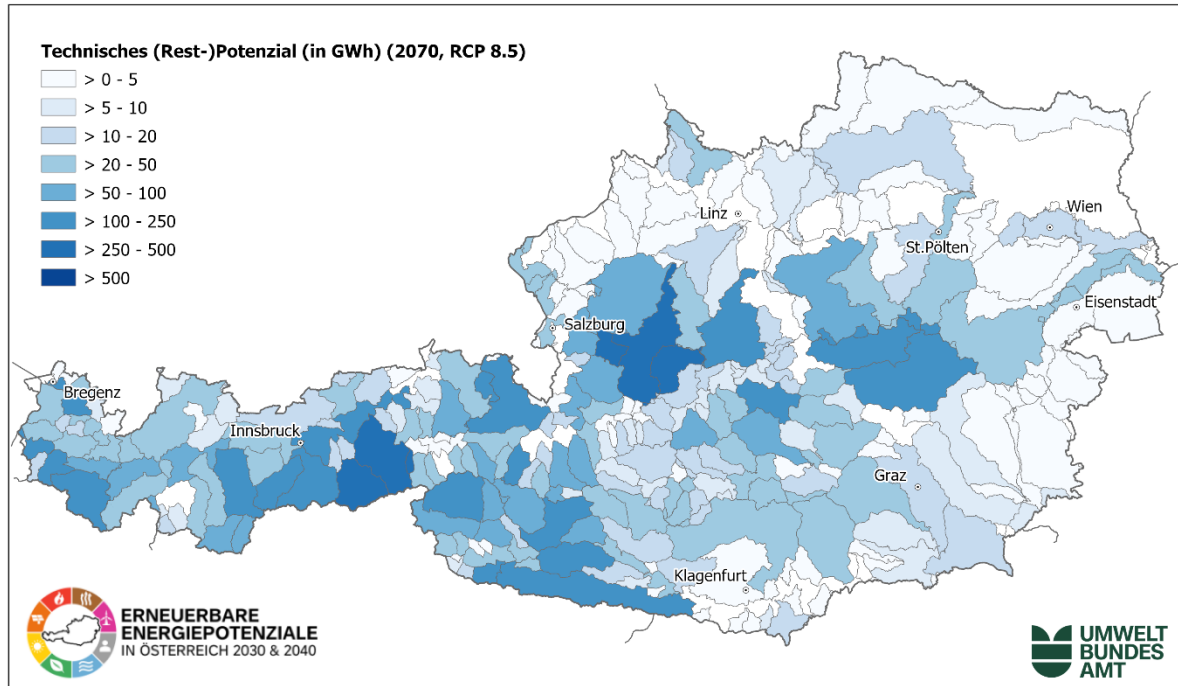 Technisches (Rest-)Potenzial (in GWh) (2070, RCP 8.5)
> 0 - 5
> 5 - 10
> 10 - 20
> 20 - 50
> 50 - 100
> 100 - 250
> 250 - 500
> 500
Linz
Wien
St.Pölten
Eisenstadt
Salzburg
Bregenz
Innsbruck
Graz
Klagenfurt
ERNEUERBARE
ENERGIEPOTENZIALE
IN ÖSTERREICH 2030 & 2040
UMWELT
BUNDES
AMT